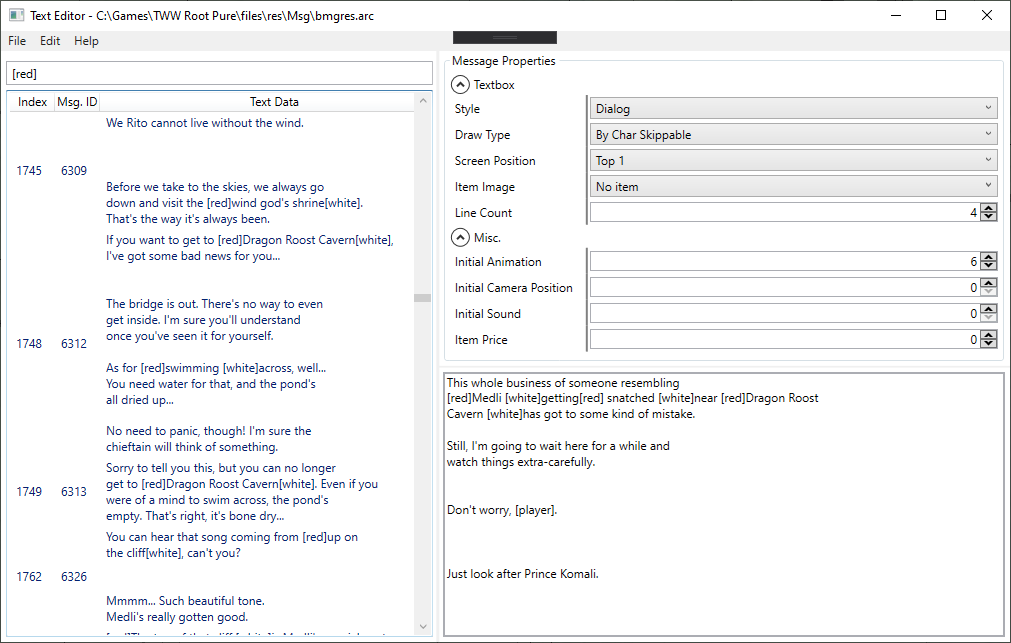 Text Editor - C:\Games\TWW Root Pure\files\res\Msg\bmgres.arc
File Edit Help
[red]
Index Msg. ID Text Data
We Rito cannot live without the wind.
1745 6309
Before we take to the skies, we always go
down and visit the [red]wind god's shrine[white].
That's the way it's always been.
If you want to get to [red]Dragon Roost Cavern[white],
I've got some bad news for you...
The bridge is out. There's no way to even
get inside. I'm sure you'll understand
once you've seen it for yourself.
1748 6312
As for [red]swimming [white]across, well...
You need water for that, and the pond's
all dried up...
No need to panic, though! I'm sure the
chieftain will think of something.
Sorry to tell you this, but you can no longer
get to [red]Dragon Roost Cavern[white]. Even if you
1749 6313
were of a mind to swim across, the pond's
empty. That's right, it's bone dry...
You can hear that song coming from [red]up on
the cliff[white], can't you?
1762 6326
Mmmm... Such beautiful tone.
Medli's really gotten good.
Message Properties
Textbox
Style Dialog
Draw Type By Char Skippable
Screen Position Top 1
Item Image No item
Line Count 4
Misc.
Initial Animation 6
Initial Camera Position 0
Initial Sound 0
Item Price 0
This whole business of someone resembling
[red]Medli [white]getting[red] snatched [white]near [red]Dragon Roost
Cavern [white]has got to some kind of mistake.
Still, I'm going to wait here for a while and
watch things extra-carefully.
Don't worry, [player].
Just look after Prince Komali.